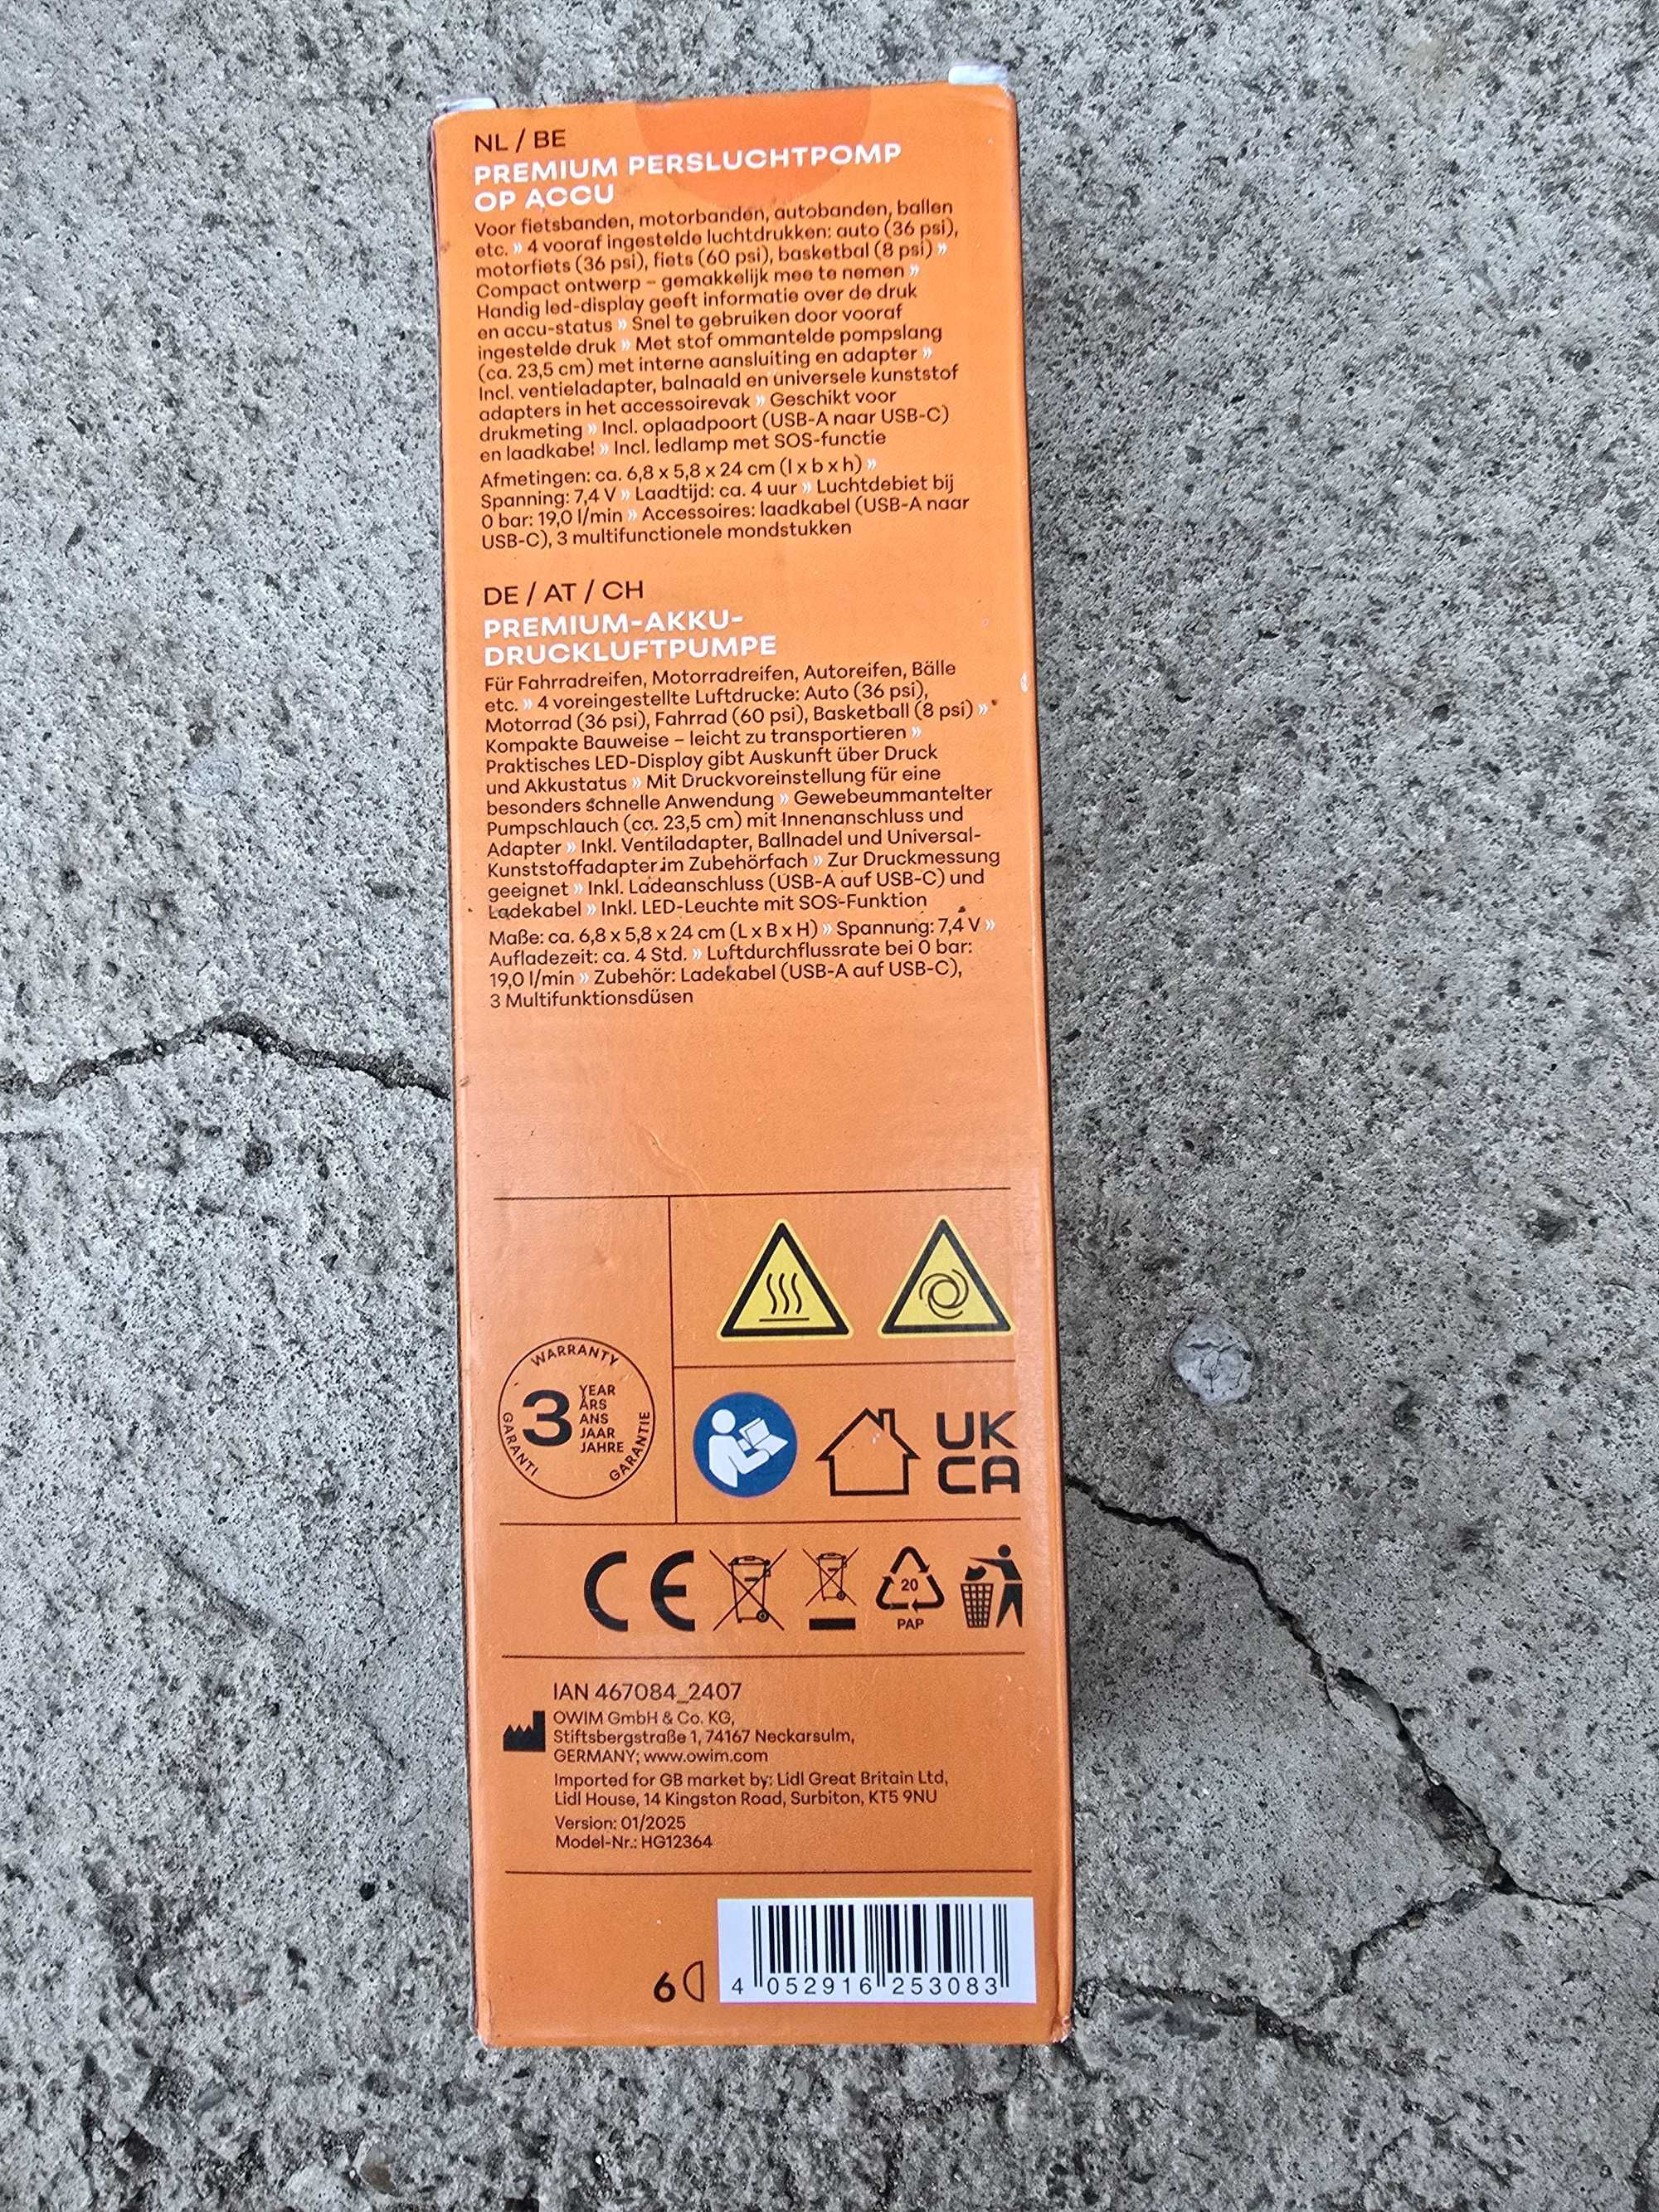 NL / BE
PREMIUM PERSLUCHTPOMP
OP ACCU
Voor fietsbanden, motorbanden, autobanden, ballen
etc. » 4 vooraf ingestelde luchtdrukken: auto (36 psi),
motorfiets (36 psi), fiets (60 psi), basketbal (8 psi) »
Compact ontwerp – gemakkelijk mee te nemen »
Handig led-display geeft informatie over de druk
en accu-status » Snel te gebruiken door vooraf
ingestelde druk » Met stof ommantelde pompslang
(ca. 23,5 cm) met interne aansluiting en adapter »
Incl. ventieladapter, balnaald en universele kunststof
adapters in het accessoirevak » Geschikt voor
drukmeting » Incl. oplaadpoort (USB-A naar USB-C)
en laadkabel » Incl. ledlamp met SOS-functie
Afmetingen: ca. 6,8 x 5,8 x 24 cm (l x b x h) »
Spanning: 7,4 V » Laadtijd: ca. 4 uur » Luchtdebiet bij
0 bar: 19,0 l/min » Accessoires: laadkabel (USB-A naar
USB-C), 3 multifunctionele mondstukken
DE / AT / CH
PREMIUM-AKKU-
DRUCKLUFTPUMPE
Für Fahrradreifen, Motorradreifen, Autoreifen, Bälle
etc. » 4 voreingestellte Luftdrucke: Auto (36 psi),
Motorrad (36 psi), Fahrrad (60 psi), Basketball (8 psi) »
Kompakte Bauweise – leicht zu transportieren »
Praktisches LED-Display gibt Auskunft über Druck
und Akkustatus » Mit Druckvoreinstellung für eine
besonders schnelle Anwendung » Gewebeummantelter
Pumpschlauch (ca. 23,5 cm) mit Innenanschluss und
Adapter » Inkl. Ventiladapter, Ballnadel und Universal-
Kunststoffadapter im Zubehörfach » Zur Druckmessung
geeignet » Inkl. Ladeanschluss (USB-A auf USB-C) und
Ladekabel » Inkl. LED-Leuchte mit SOS-Funktion
Maße: ca. 6,8 x 5,8 x 24 cm (L x B x H) » Spannung: 7,4 V »
Aufladezeit: ca. 4 Std. » Luftdurchflussrate bei 0 bar:
19,0 l/min » Zubehör: Ladekabel (USB-A auf USB-C),
3 Multifunktionsdüsen
WARRANTY
3
YEAR
ÅRS
ANS
JAAR
JAHRE
GARANTI
GARANTIE
UK
CA
CE
20
PAP
IAN 467084_2407
OWIM GmbH & Co. KG,
Stiftsbergstraße 1, 74167 Neckarsulm,
GERMANY; www.owim.com
Imported for GB market by: Lidl Great Britain Ltd,
Lidl House, 14 Kingston Road, Surbiton, KT5 9NU
Version: 01/2025
Model-Nr.: HG12364
6
4 052916 253083